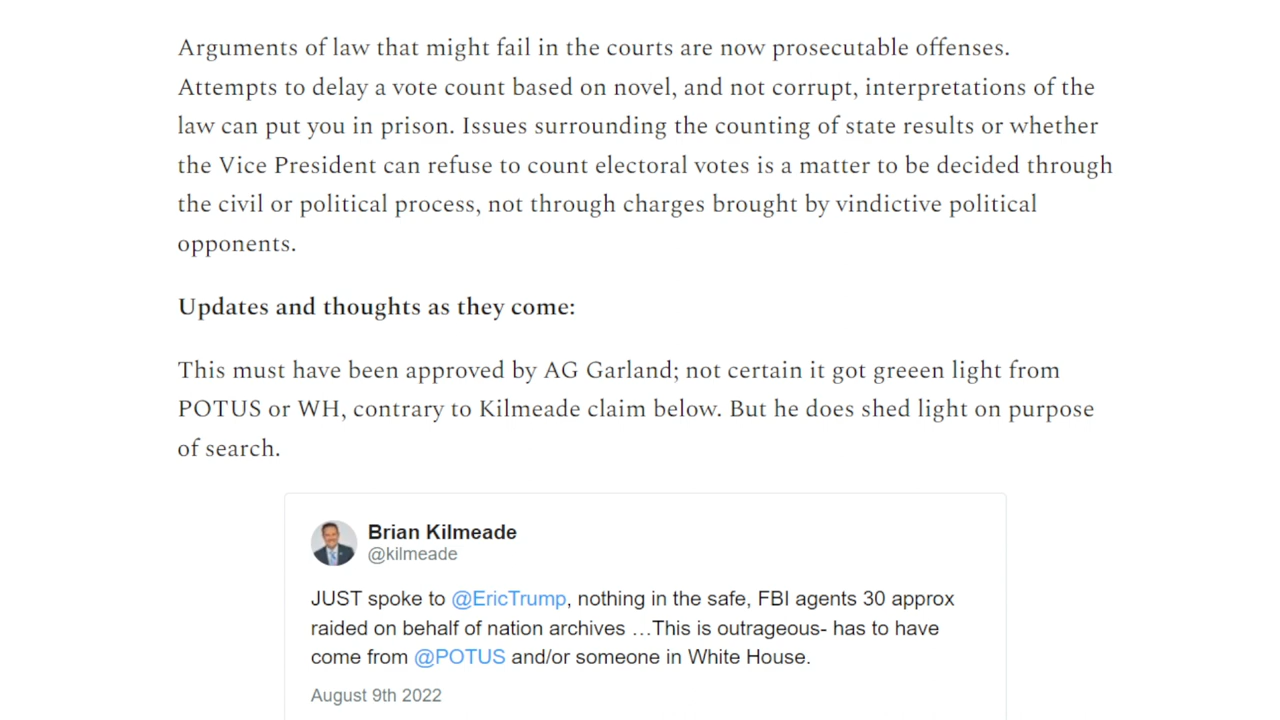 Arguments of law that might fail in the courts are now prosecutable offenses.
Attempts to delay a vote count based on novel, and not corrupt, interpretations of the
law can put you in prison. Issues surrounding the counting of state results or whether
the Vice President can refuse to count electoral votes is a matter to be decided through
the civil or political process, not through charges brought by vindictive political
opponents.
Updates and thoughts as they come:
This must have been approved by AG Garland; not certain it got greeen light from
POTUS or WH, contrary to Kilmeade claim below. But he does shed light on purpose
of search.
Brian Kilmeade
@kilmeade
JUST spoke to @EricTrump, nothing in the safe, FBI agents 30 approx
raided on behalf of nation archives …This is outrageous- has to have
come from @POTUS and/or someone in White House.
August 9th 2022